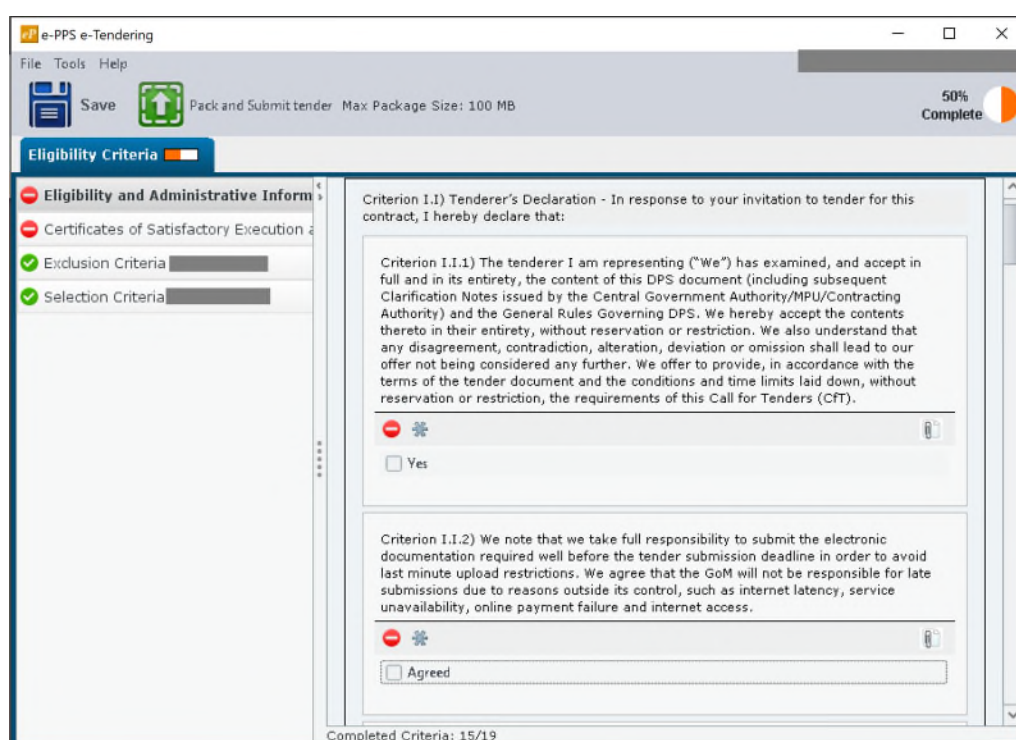 eP e-PPS e-Tendering
File Tools Help
Save Pack and Submit tender Max Package Size: 100 MB
50%
Complete
Eligibility Criteria
Eligibility and Administrative Inform
Certificates of Satisfactory Execution a
Exclusion Criteria
Selection Criteria
Criterion I.I) Tenderer's Declaration - In response to your invitation to tender for this
contract, I hereby declare that:
Criterion I.I.1) The tenderer I am representing ("We") has examined, and accept in
full and in its entirety, the content of this DPS document (including subsequent
Clarification Notes issued by the Central Government Authority/MPU/Contracting
Authority) and the General Rules Governing DPS. We hereby accept the contents
thereto in their entirety, without reservation or restriction. We also understand that
any disagreement, contradiction, alteration, deviation or omission shall lead to our
offer not being considered any further. We offer to provide, in accordance with the
terms of the tender document and the conditions and time limits laid down, without
reservation or restriction, the requirements of this Call for Tenders (CfT).
Yes
Criterion I.I.2) We note that we take full responsibility to submit the electronic
documentation required well before the tender submission deadline in order to avoid
last minute upload restrictions. We agree that the GoM will not be responsible for late
submissions due to reasons outside its control, such as internet latency, service
unavailability, online payment failure and internet access.
Agreed
Completed Criteria: 15/19